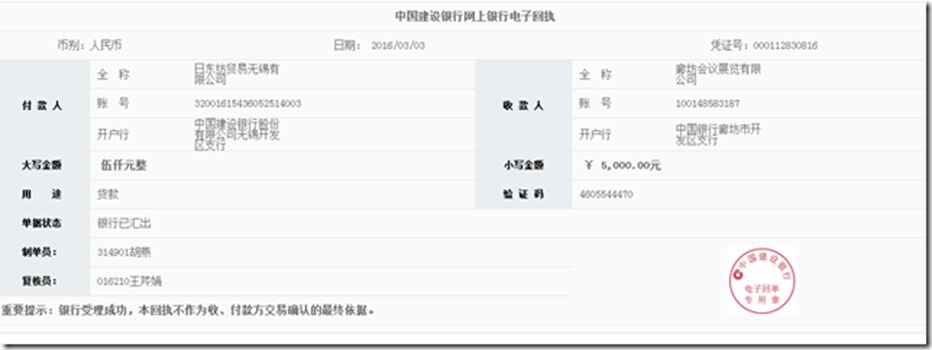 中国建设银行网上银行电子回执
币别：人民币 日期： 2016/03/03 凭证号：000112830816
付 款 人
全 称
日东纺贸易无锡有
限公司
账 号
32001615436052514003
开户行
中国建设银行股份
有限公司无锡开发
区支行
收 款 人
全 称
廊坊会议展览有限
公司
账 号
100148583187
开户行
中国银行廊坊市开
发区支行
大写金额 伍仟元整
小写金额 ￥ 5,000.00元
用 途 货款
验 证 码 4605544470
单据状态 银行已汇出
制单员： 314901胡燕
复核员： 016210王芹娟
中国建设银行
电子回单
专用章
重要提示：银行受理成功，本回执不作为收、付款方交易确认的最终依据。